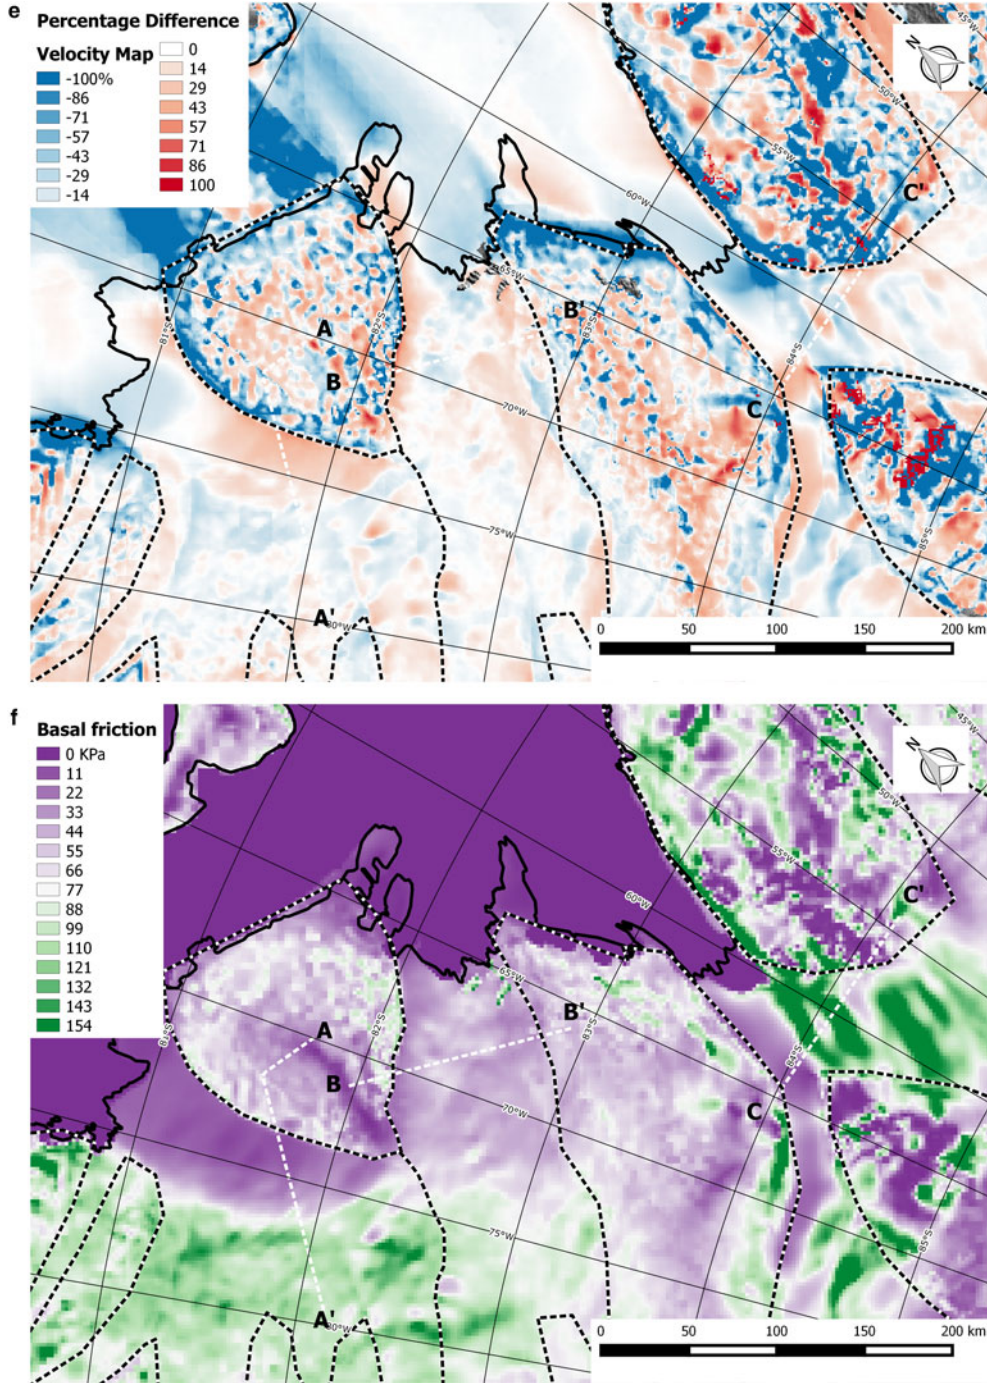 e
Percentage Difference
Velocity Map
-100%
-86
-71
-57
-43
-29
-14
0
14
29
43
57
71
86
100
N
45°W
50°W
55°W
C'
60°W
65°W
81°S
82°S
A
B
B'
83°S
84°S
70°W
C
75°W
85°S
A'
80°W
0 50 100 150 200 km
f
Basal friction
0 KPa
11
22
33
44
55
66
77
88
99
110
121
132
143
154
N
45°W
50°W
55°W
C'
60°W
65°W
81°S
82°S
A
B
B'
83°S
84°S
70°W
C
75°W
85°S
A'
80°W
0 50 100 150 200 km